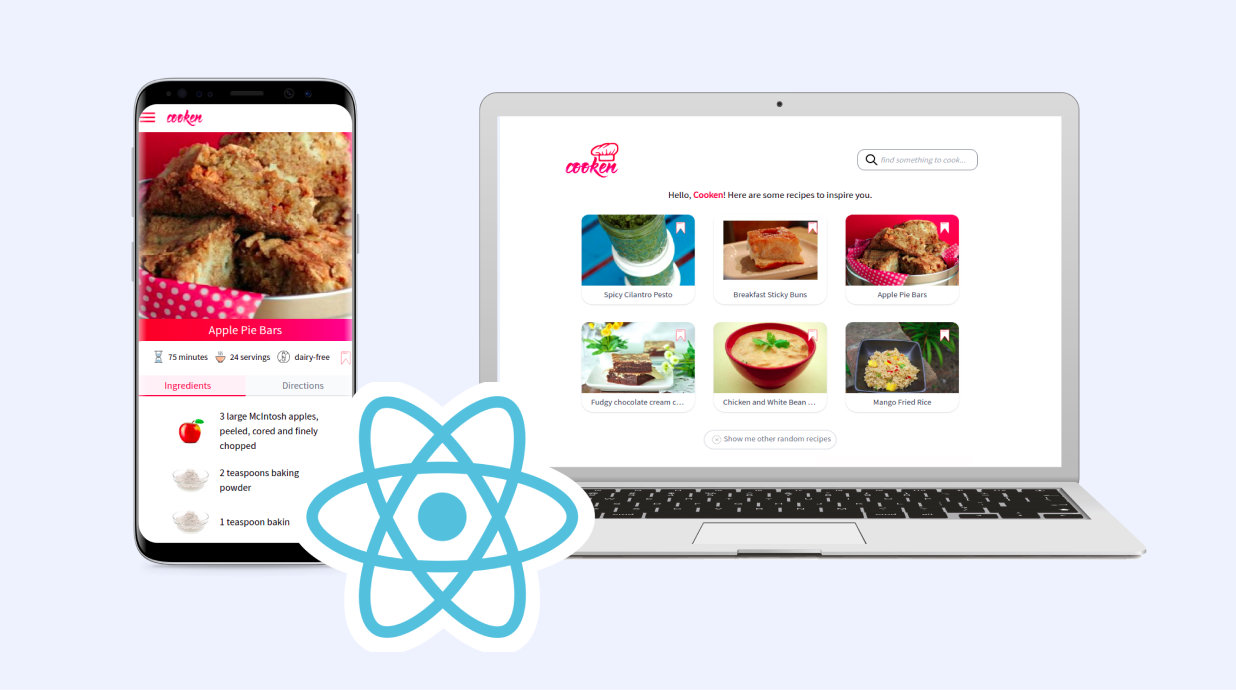 cooken
Apple Pie Bars
75 minutes
24 servings
dairy-free
Ingredients
Directions
3 large McIntosh apples,
peeled, cored and finely
chopped
2 teaspoons baking
powder
1 teaspoon bakin
cooken
find something to cook...
Hello, Cooken! Here are some recipes to inspire you.
Spicy Cilantro Pesto
Breakfast Sticky Buns
Apple Pie Bars
Fudgy chocolate cream c...
Chicken and White Bean ...
Mango Fried Rice
Show me other random recipes